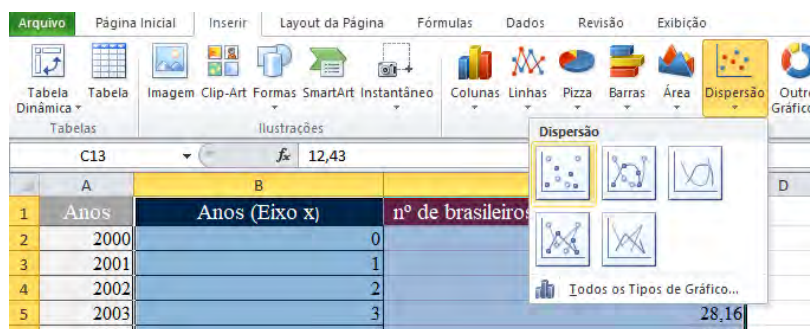 Arquivo Página Inicial Inserir Layout da Página Fórmulas Dados Revisão Exibição
Tabela Dinâmica Tabela Imagem Clip-Art Formas SmartArt Instantâneo Colunas Linhas Pizza Barras Área Dispersão Outro Gráfico
Tabelas Ilustrações
Dispersão
C13 fx 12,43
A B D
1 Anos Anos (Eixo x) nº de brasileiros
2 2000 0
3 2001 1
4 2002 2
Todos os Tipos de Gráfico...
5 2003 3 28,16